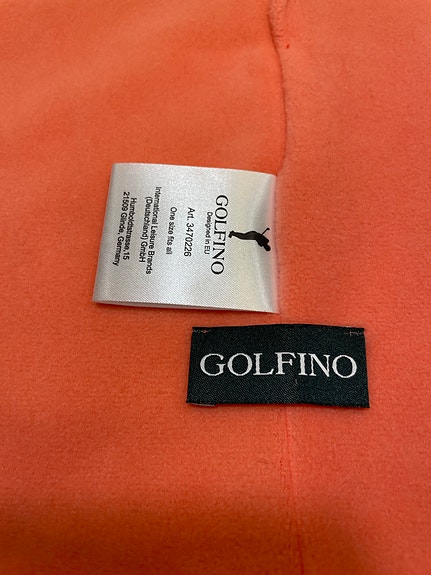 GOLFINO
Designed in EU
Art. 3470226
One size fits all
International Leisure Brands
(Deutschland) GmbH
Humboldtstrasse,15
21509 Glinde, Germany
GOLFINO